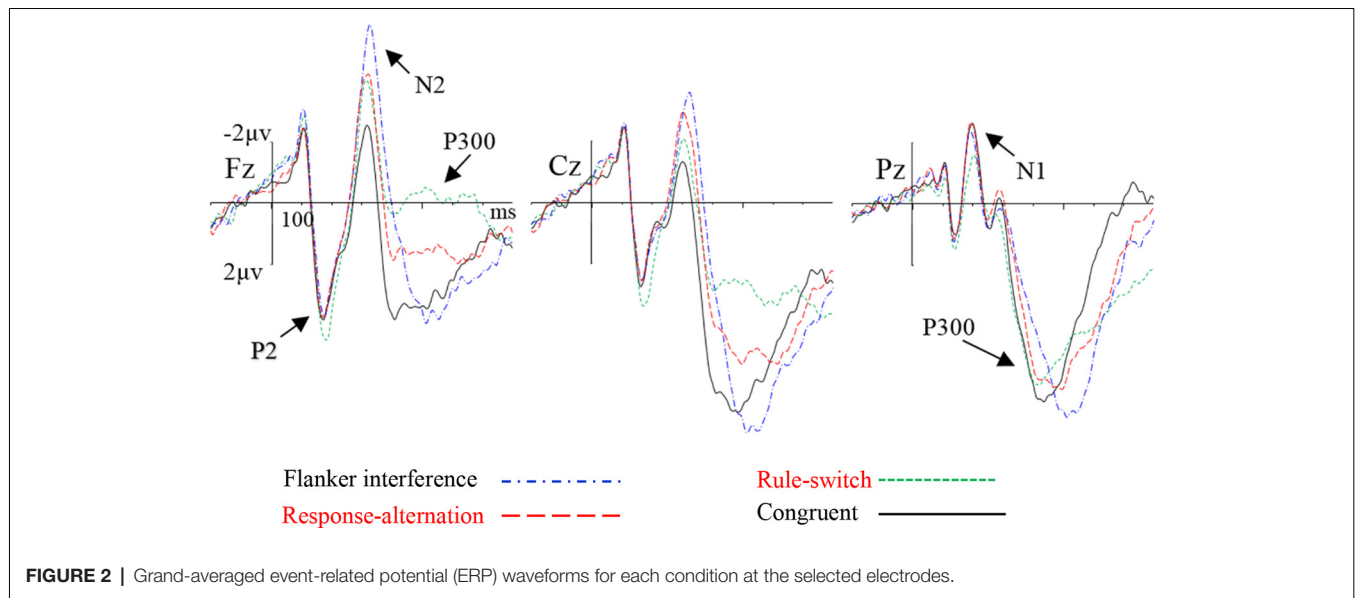 N2
-2μv
P300
Fz
Cz
Pz
N1
100
ms
2μv
P300
P2
Flanker interference
Rule-switch
Response-alternation
Congruent
FIGURE 2 | Grand-averaged event-related potential (ERP) waveforms for each condition at the selected electrodes.